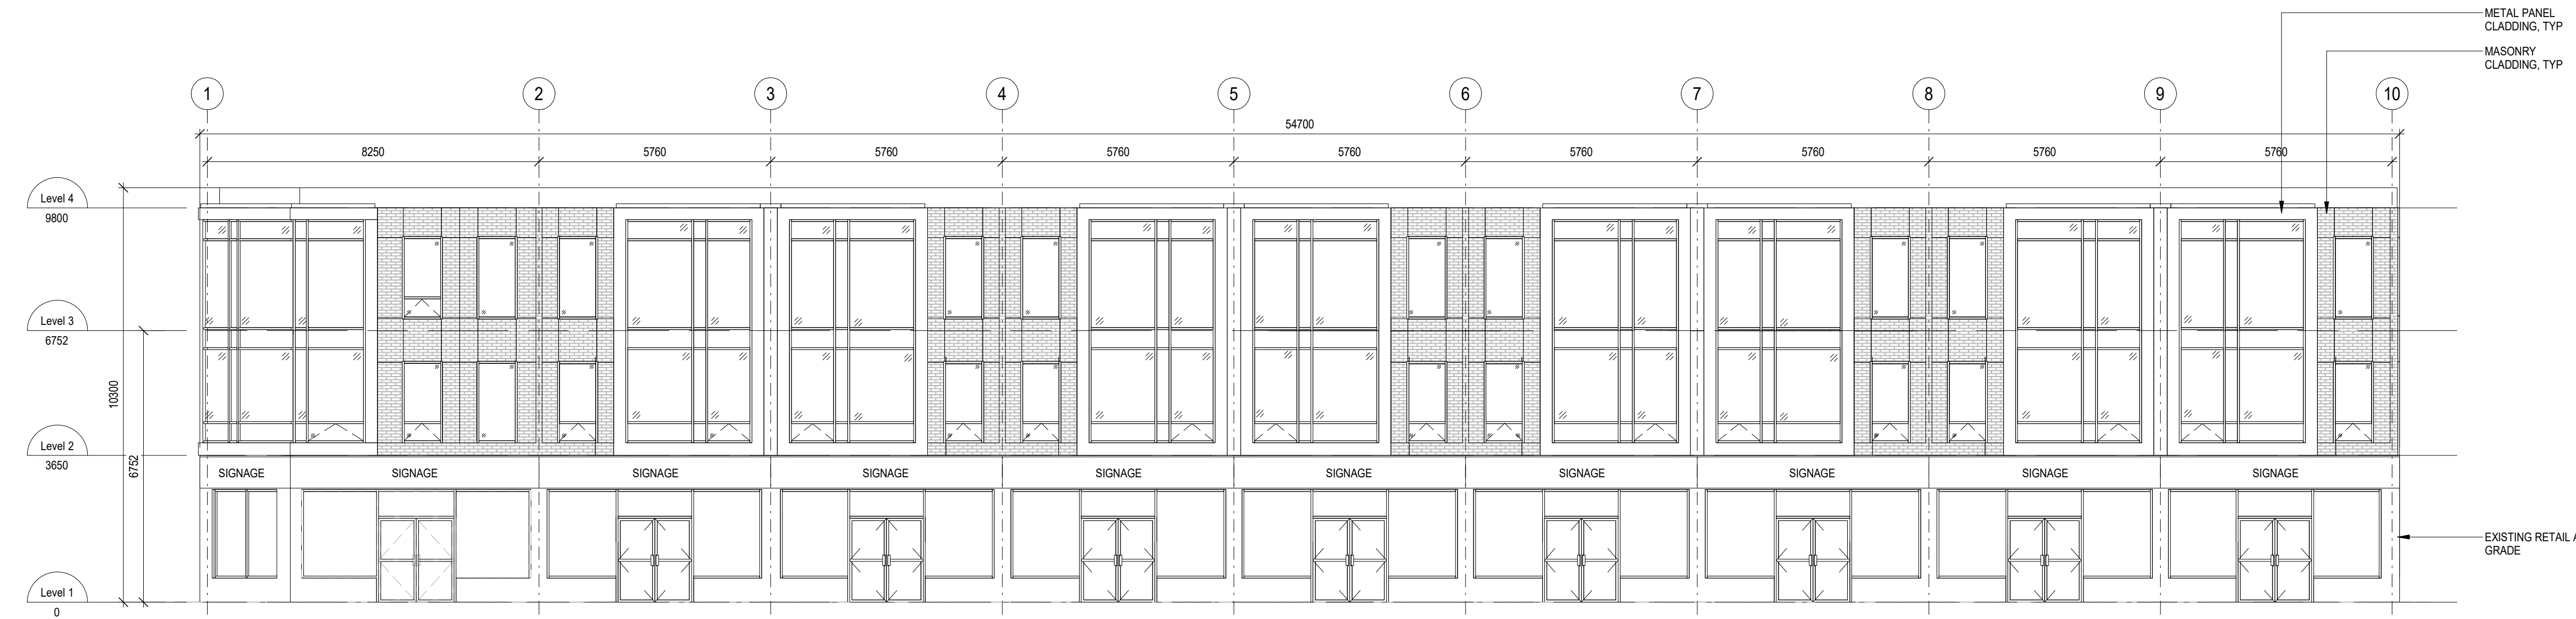 METAL PANEL
CLADDING, TYP
MASONRY
CLADDING, TYP
1 2 3 4 5 6 7 8 9 10
54700
8250 5760 5760 5760 5760 5760 5760 5760 5760
Level 4
9800
Level 3
6752
10300
Level 2
3650
6752
SIGNAGE SIGNAGE SIGNAGE SIGNAGE SIGNAGE SIGNAGE SIGNAGE SIGNAGE SIGNAGE SIGNAGE
EXISTING RETAIL A
GRADE
Level 1
0